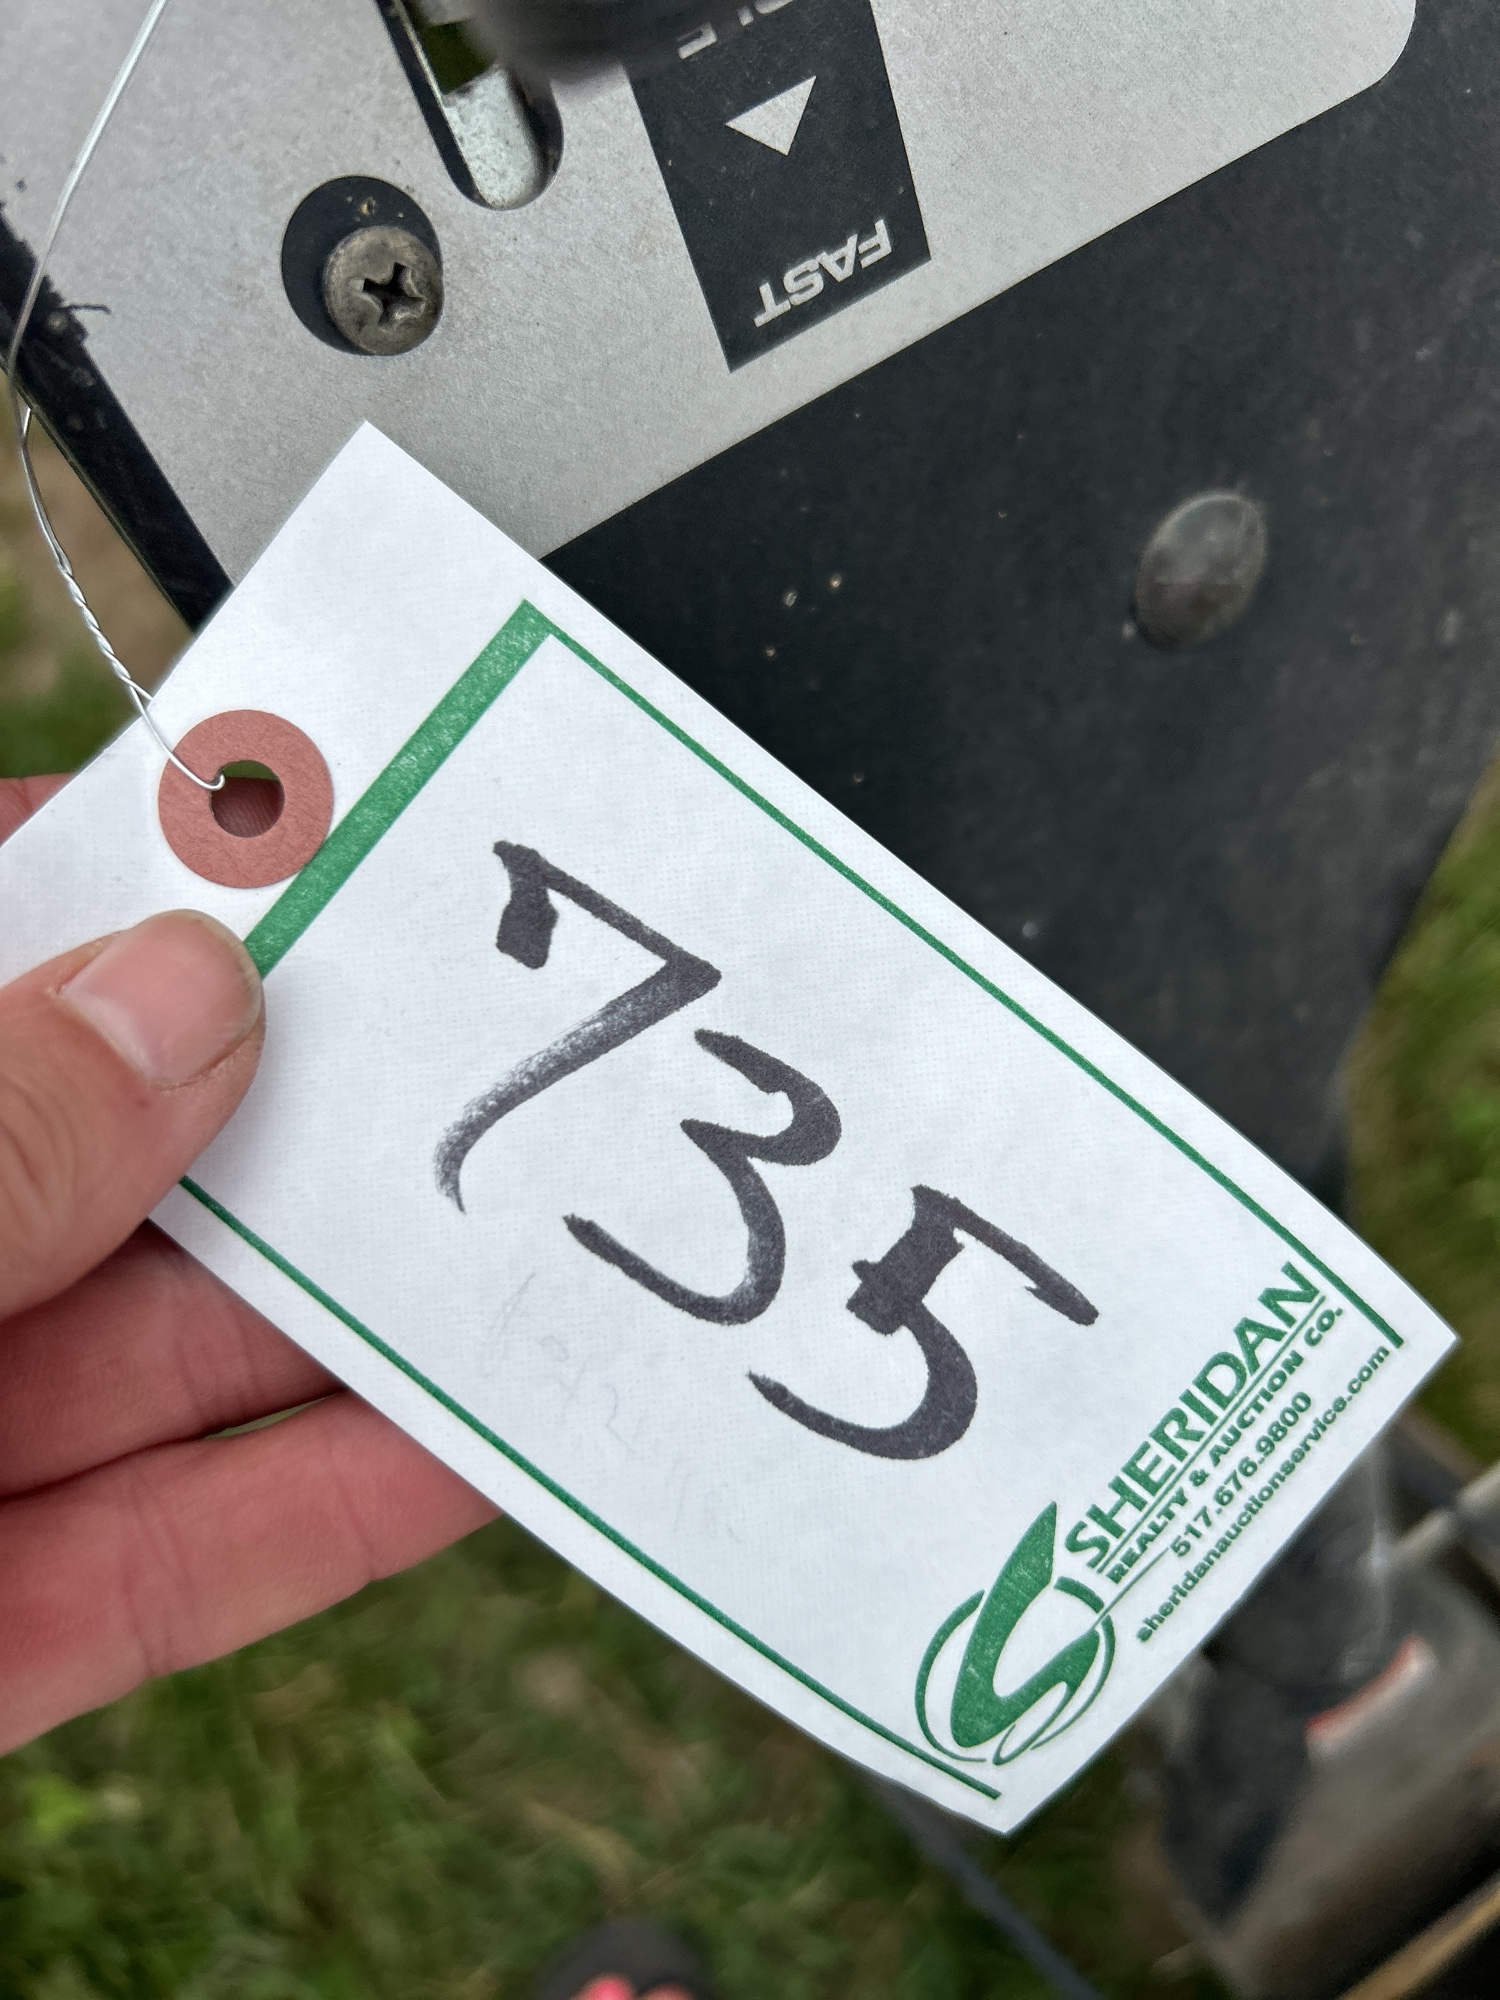 FAST
735
SHERIDAN
REALTY & AUCTION CO.
517.676.9800
sheridanauctionservice.com